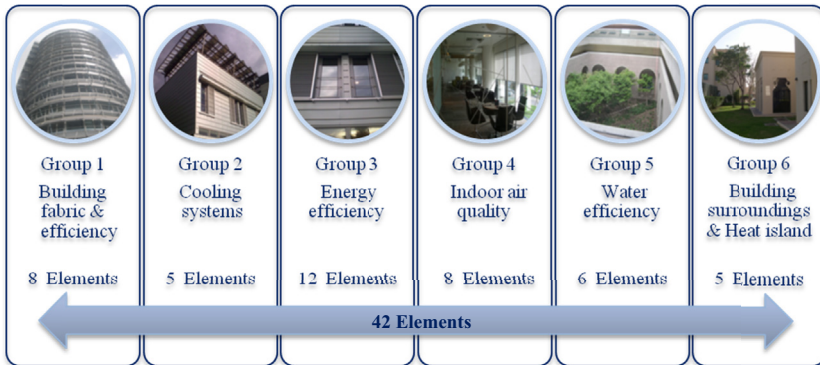 Group 1
Building
fabric &
efficiency
8 Elements
Group 2
Cooling
systems
5 Elements
Group 3
Energy
efficiency
12 Elements
Group 4
Indoor air
quality
8 Elements
Group 5
Water
efficiency
6 Elements
Group 6
Building
surroundings
& Heat island
5 Elements
42 Elements